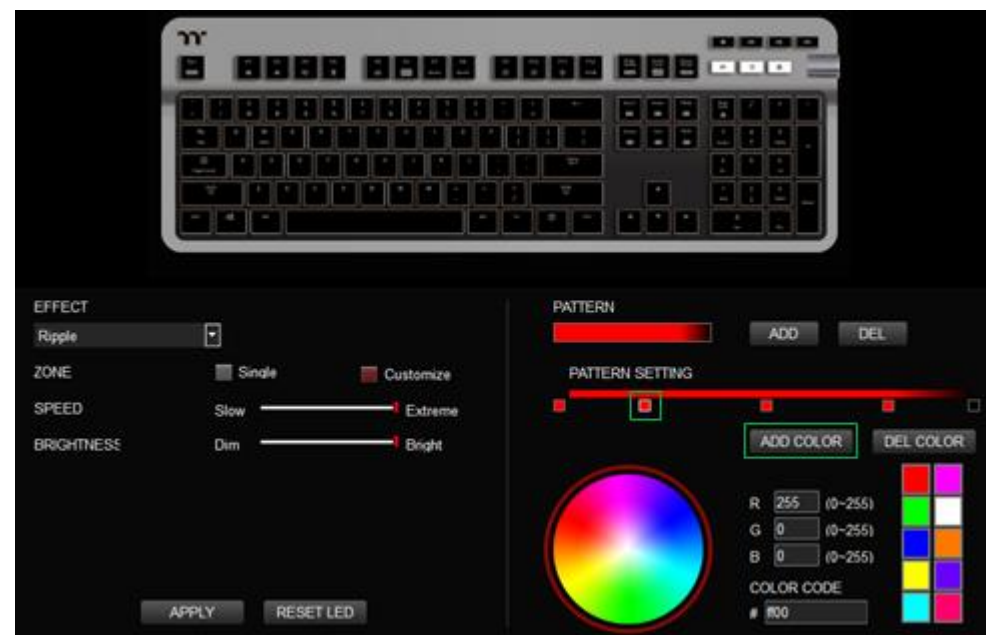 EFFECT
Ripple
ZONE
Single
Customize
SPEED
Slow
Extreme
BRIGHTNESS
Dim
Bright
APPLY
RESET LED
PATTERN
ADD
DEL
PATTERN SETTING
ADD COLOR
DEL COLOR
R 255 (0~255)
G 0 (0~255)
B 0 (0~255)
COLOR CODE
# ff00